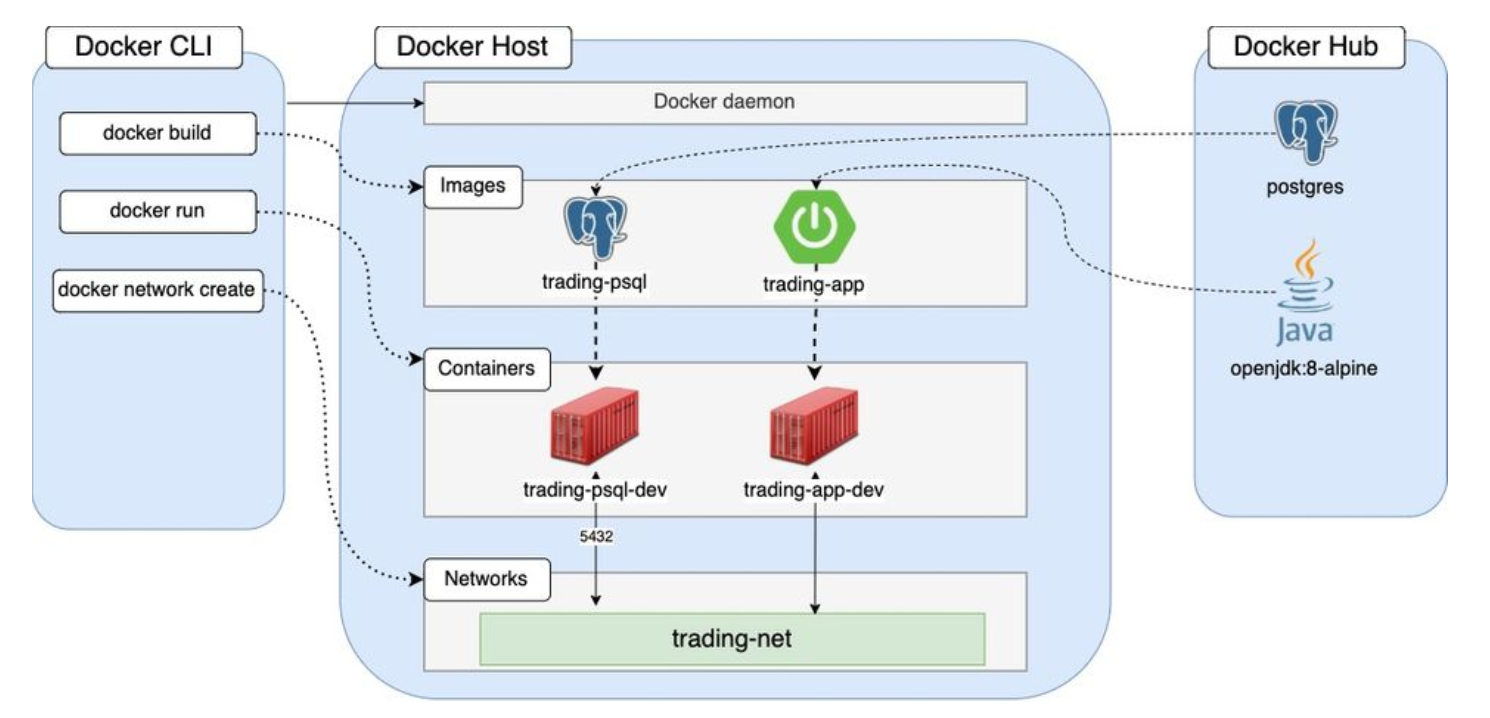 Docker CLI
docker build
docker run
docker network create
Docker Host
Docker daemon
Images
trading-psql
trading-app
Containers
trading-psql-dev
trading-app-dev
5432
Networks
trading-net
Docker Hub
postgres
Java
openjdk:8-alpine